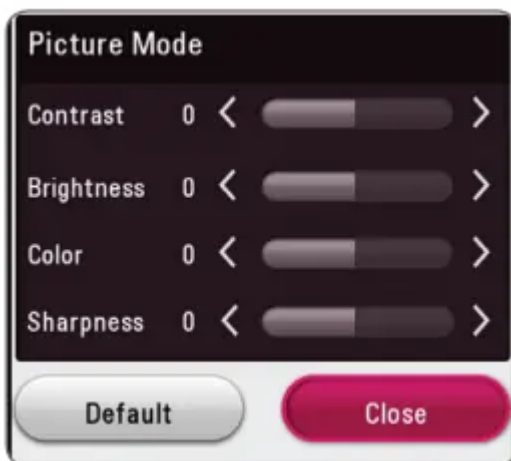 Picture Mode
Contrast 0
Brightness 0
Color 0
Sharpness 0
Default Close